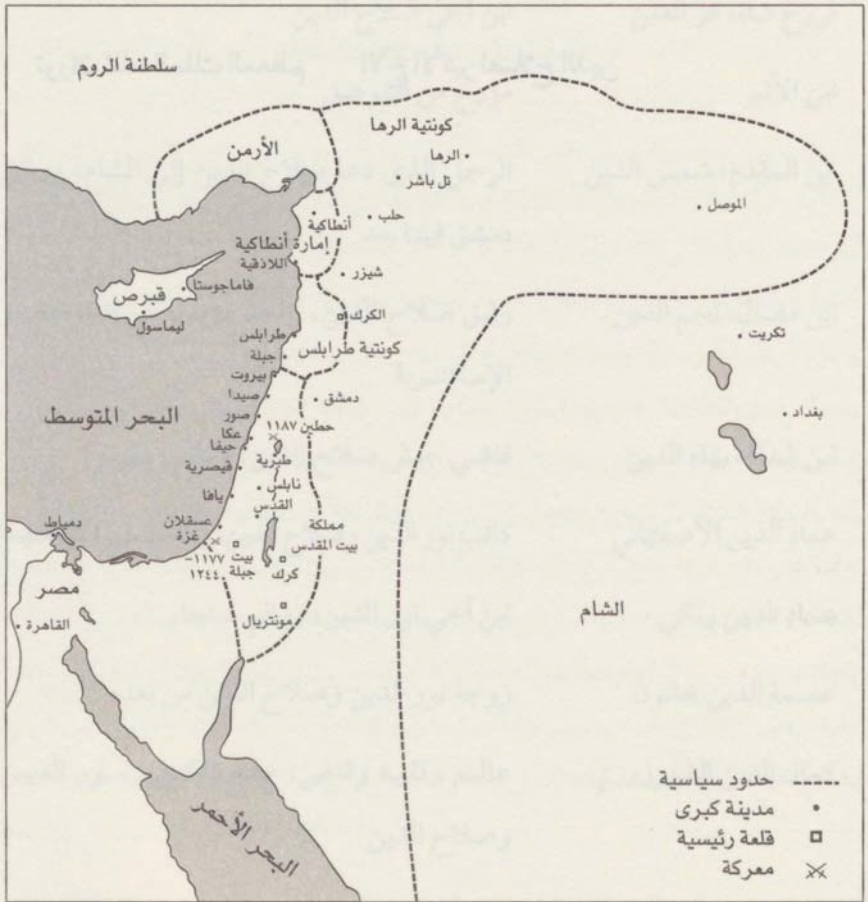 سلطنة الروم
الأرمن
كونتية الرها
الرها
تل باشر
الموصل
أنطاكية
حلب
إمارة أنطاكية
اللاذقية
شيزر
قبرص
فاماجوستا
ليماسول
الكرك
طرابلس
كونتية طرابلس
جبلة
بيروت
تكريت
بغداد
دمشق
صيدا
صور
البحر المتوسط
حطين ١١٨٧
عكا
حيفا
طبرية
قيصرية
نابلس
يافا
القدس
عسقلان
غزة
مملكة
بيت المقدس
دمياط
بيت
جبلة
١١٧٧–
١٢٤٤
كرك
مصر
القاهرة
مونتريال
الشام
البحر الأحمر
حدود سياسية
مدينة كبرى
قلعة رئيسية
معركة